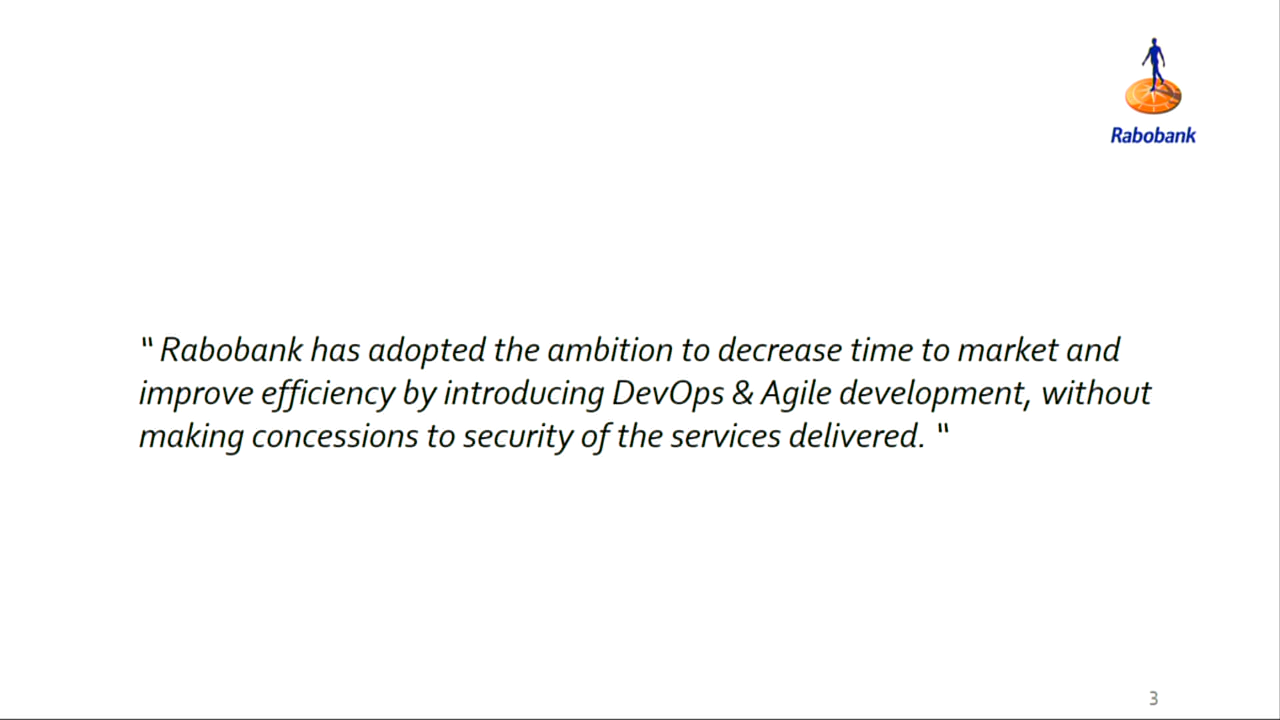 Rabobank
“ Rabobank has adopted the ambition to decrease time to market and
improve efficiency by introducing DevOps & Agile development, without
making concessions to security of the services delivered. “
3